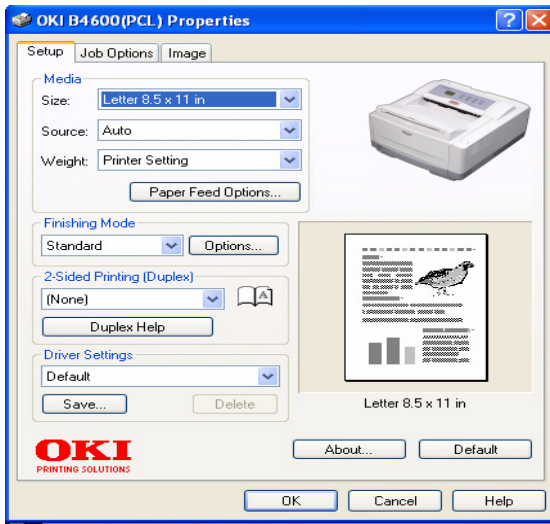 OKI B4600(PCL) Properties
Setup Job Options Image
Media
Size: Letter 8.5 x 11 in
Source: Auto
Weight: Printer Setting
Paper Feed Options...
Finishing Mode
Standard Options...
2-Sided Printing (Duplex)
(None)
A
Duplex Help
Driver Settings
Default
Save... Delete
Letter 8.5 x 11 in
OKI
PRINTING SOLUTIONS
About... Default
OK Cancel Help